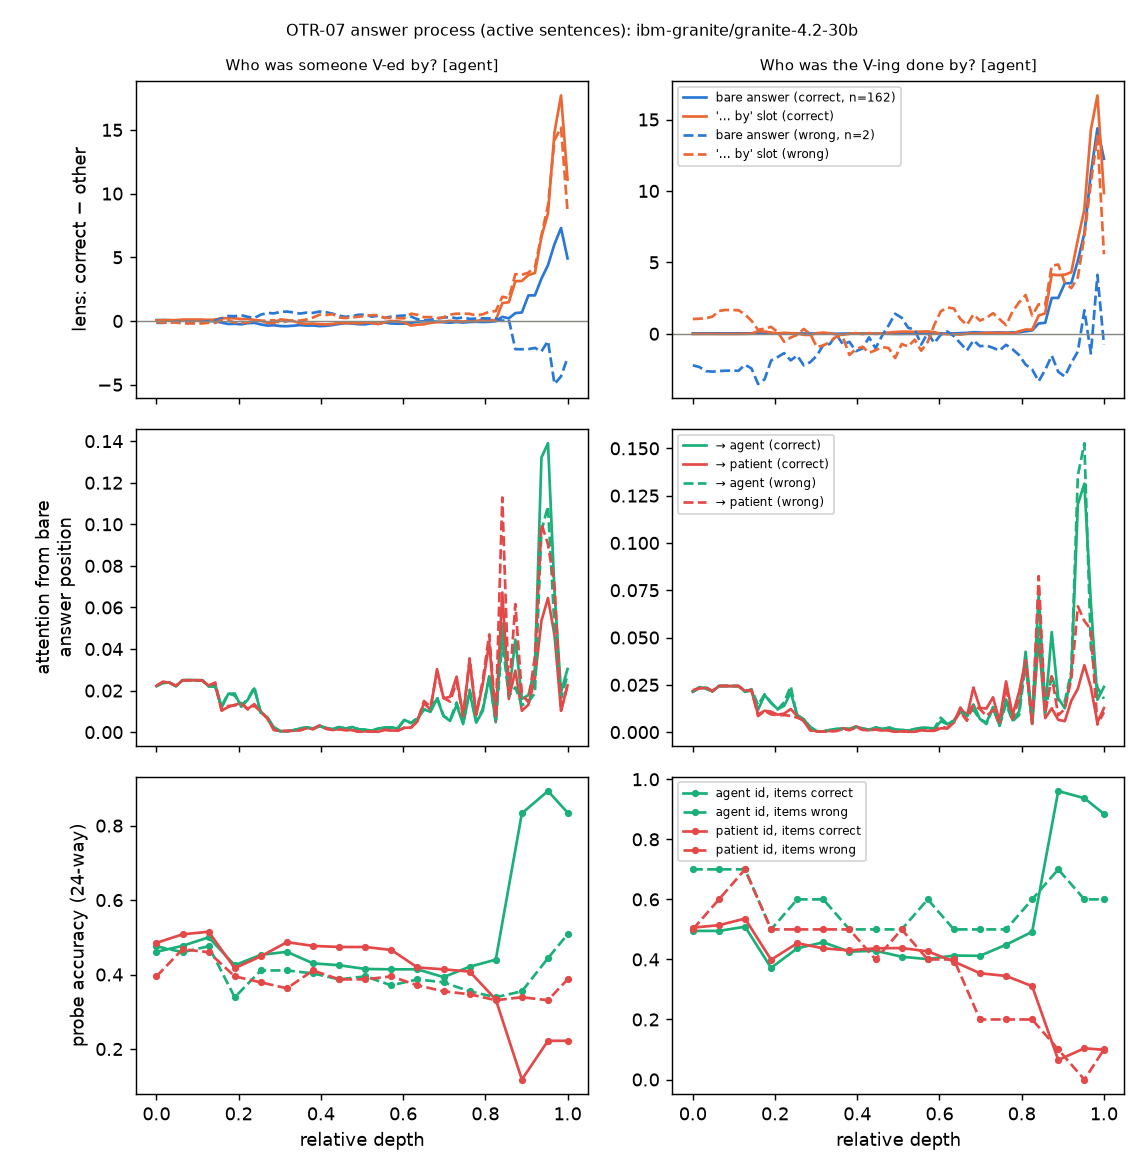 OTR-07 answer process (active sentences): ibm-granite/granite-4.2-30b
Who was someone V-ed by? [agent]
Who was the V-ing done by? [agent]
lens: correct − other
15
10
5
0
−5
15
10
5
0
bare answer (correct, n=162)
'... by' slot (correct)
bare answer (wrong, n=2)
'... by' slot (wrong)
attention from bare
answer position
0.14
0.12
0.10
0.08
0.06
0.04
0.02
0.00
0.150
0.125
0.100
0.075
0.050
0.025
0.000
→ agent (correct)
→ patient (correct)
→ agent (wrong)
→ patient (wrong)
probe accuracy (24-way)
0.8
0.6
0.4
0.2
1.0
0.8
0.6
0.4
0.2
0.0
agent id, items correct
agent id, items wrong
patient id, items correct
patient id, items wrong
0.0 0.2 0.4 0.6 0.8 1.0
0.0 0.2 0.4 0.6 0.8 1.0
relative depth
relative depth